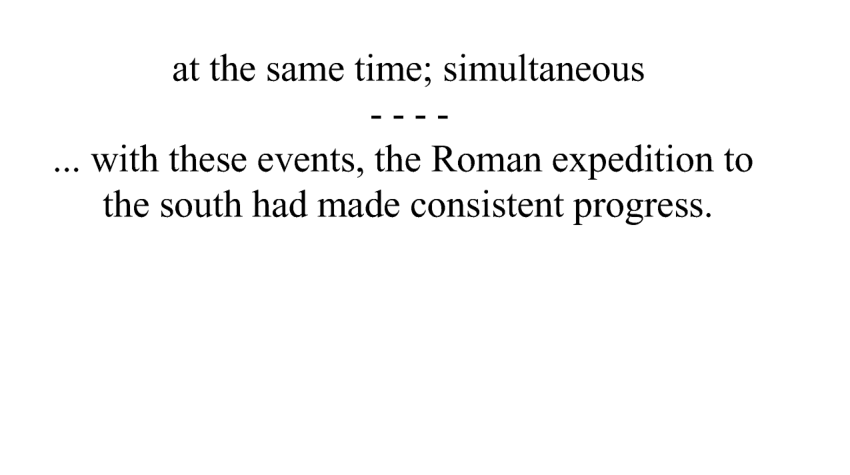 at the same time; simultaneous
- - - -
... with these events, the Roman expedition to
the south had made consistent progress.